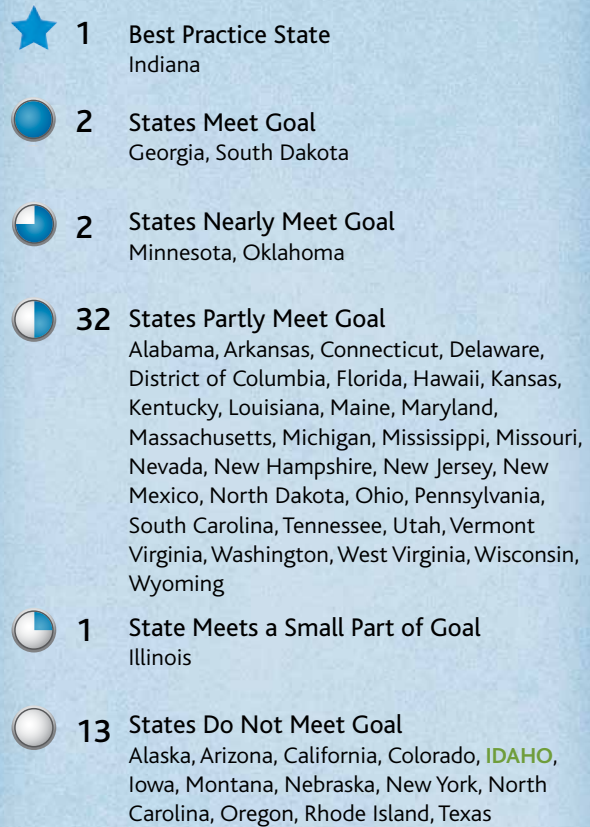 1 Best Practice State
Indiana
2 States Meet Goal
Georgia, South Dakota
2 States Nearly Meet Goal
Minnesota, Oklahoma
32 States Partly Meet Goal
Alabama, Arkansas, Connecticut, Delaware,
District of Columbia, Florida, Hawaii, Kansas,
Kentucky, Louisiana, Maine, Maryland,
Massachusetts, Michigan, Mississippi, Missouri,
Nevada, New Hampshire, New Jersey, New
Mexico, North Dakota, Ohio, Pennsylvania,
South Carolina, Tennessee, Utah, Vermont
Virginia, Washington, West Virginia, Wisconsin,
Wyoming
1 State Meets a Small Part of Goal
Illinois
13 States Do Not Meet Goal
Alaska, Arizona, California, Colorado, IDAHO,
Iowa, Montana, Nebraska, New York, North
Carolina, Oregon, Rhode Island, Texas